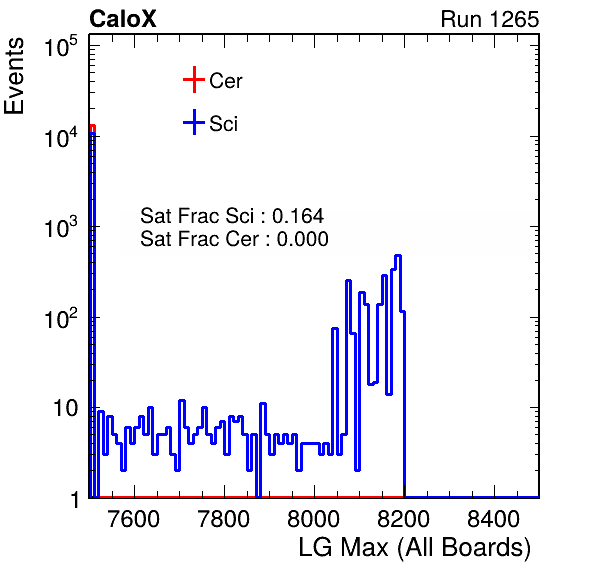 CaloX Run 1265
Events
10^5
10^4
10^3
10^2
10
1
Cer
Sci
Sat Frac Sci : 0.164
Sat Frac Cer : 0.000
7600 7800 8000 8200 8400
LG Max (All Boards)